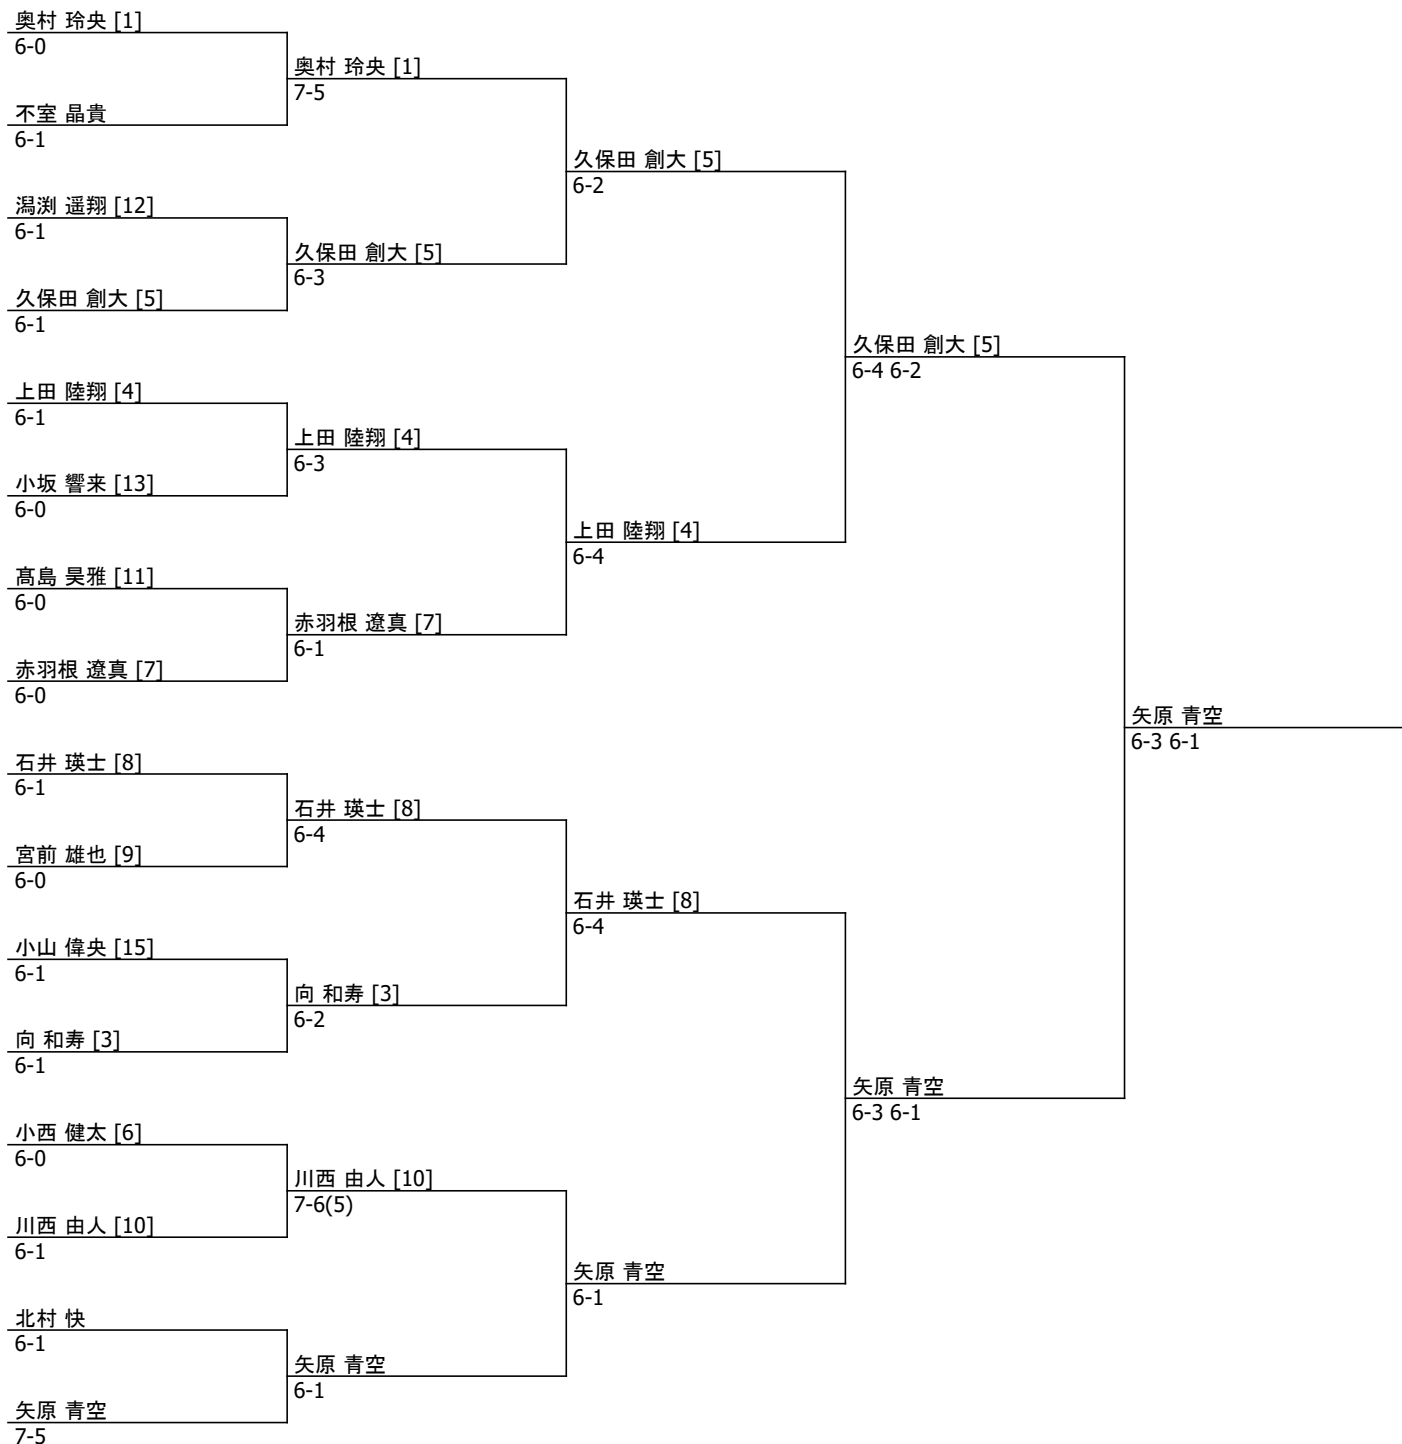 奥村 玲央 [1]
6-0
不室 晶貴
6-1
潟渕 遥翔 [12]
6-1
久保田 創大 [5]
6-1
上田 陸翔 [4]
6-1
小坂 響来 [13]
6-0
髙島 昊雅 [11]
6-0
赤羽根 遼真 [7]
6-0
石井 瑛士 [8]
6-1
宮前 雄也 [9]
6-0
小山 偉央 [15]
6-1
向 和寿 [3]
6-1
小西 健太 [6]
6-0
川西 由人 [10]
6-1
北村 快
6-1
矢原 青空
7-5
奥村 玲央 [1]
7-5
久保田 創大 [5]
6-3
上田 陸翔 [4]
6-3
赤羽根 遼真 [7]
6-1
石井 瑛士 [8]
6-4
向 和寿 [3]
6-2
川西 由人 [10]
7-6(5)
矢原 青空
6-1
久保田 創大 [5]
6-2
上田 陸翔 [4]
6-4
石井 瑛士 [8]
6-4
矢原 青空
6-1
久保田 創大 [5]
6-4 6-2
矢原 青空
6-3 6-1
矢原 青空
6-3 6-1